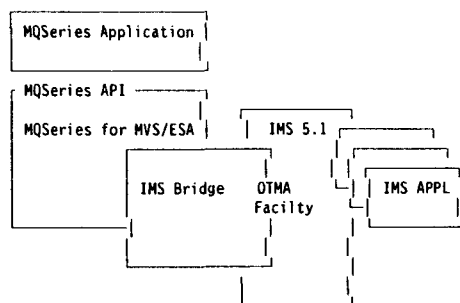 MQSeries Application
MQSeries API
MQSeries for MVS/ESA
IMS 5.1
IMS Bridge
OTMA
Facilty
IMS APPL